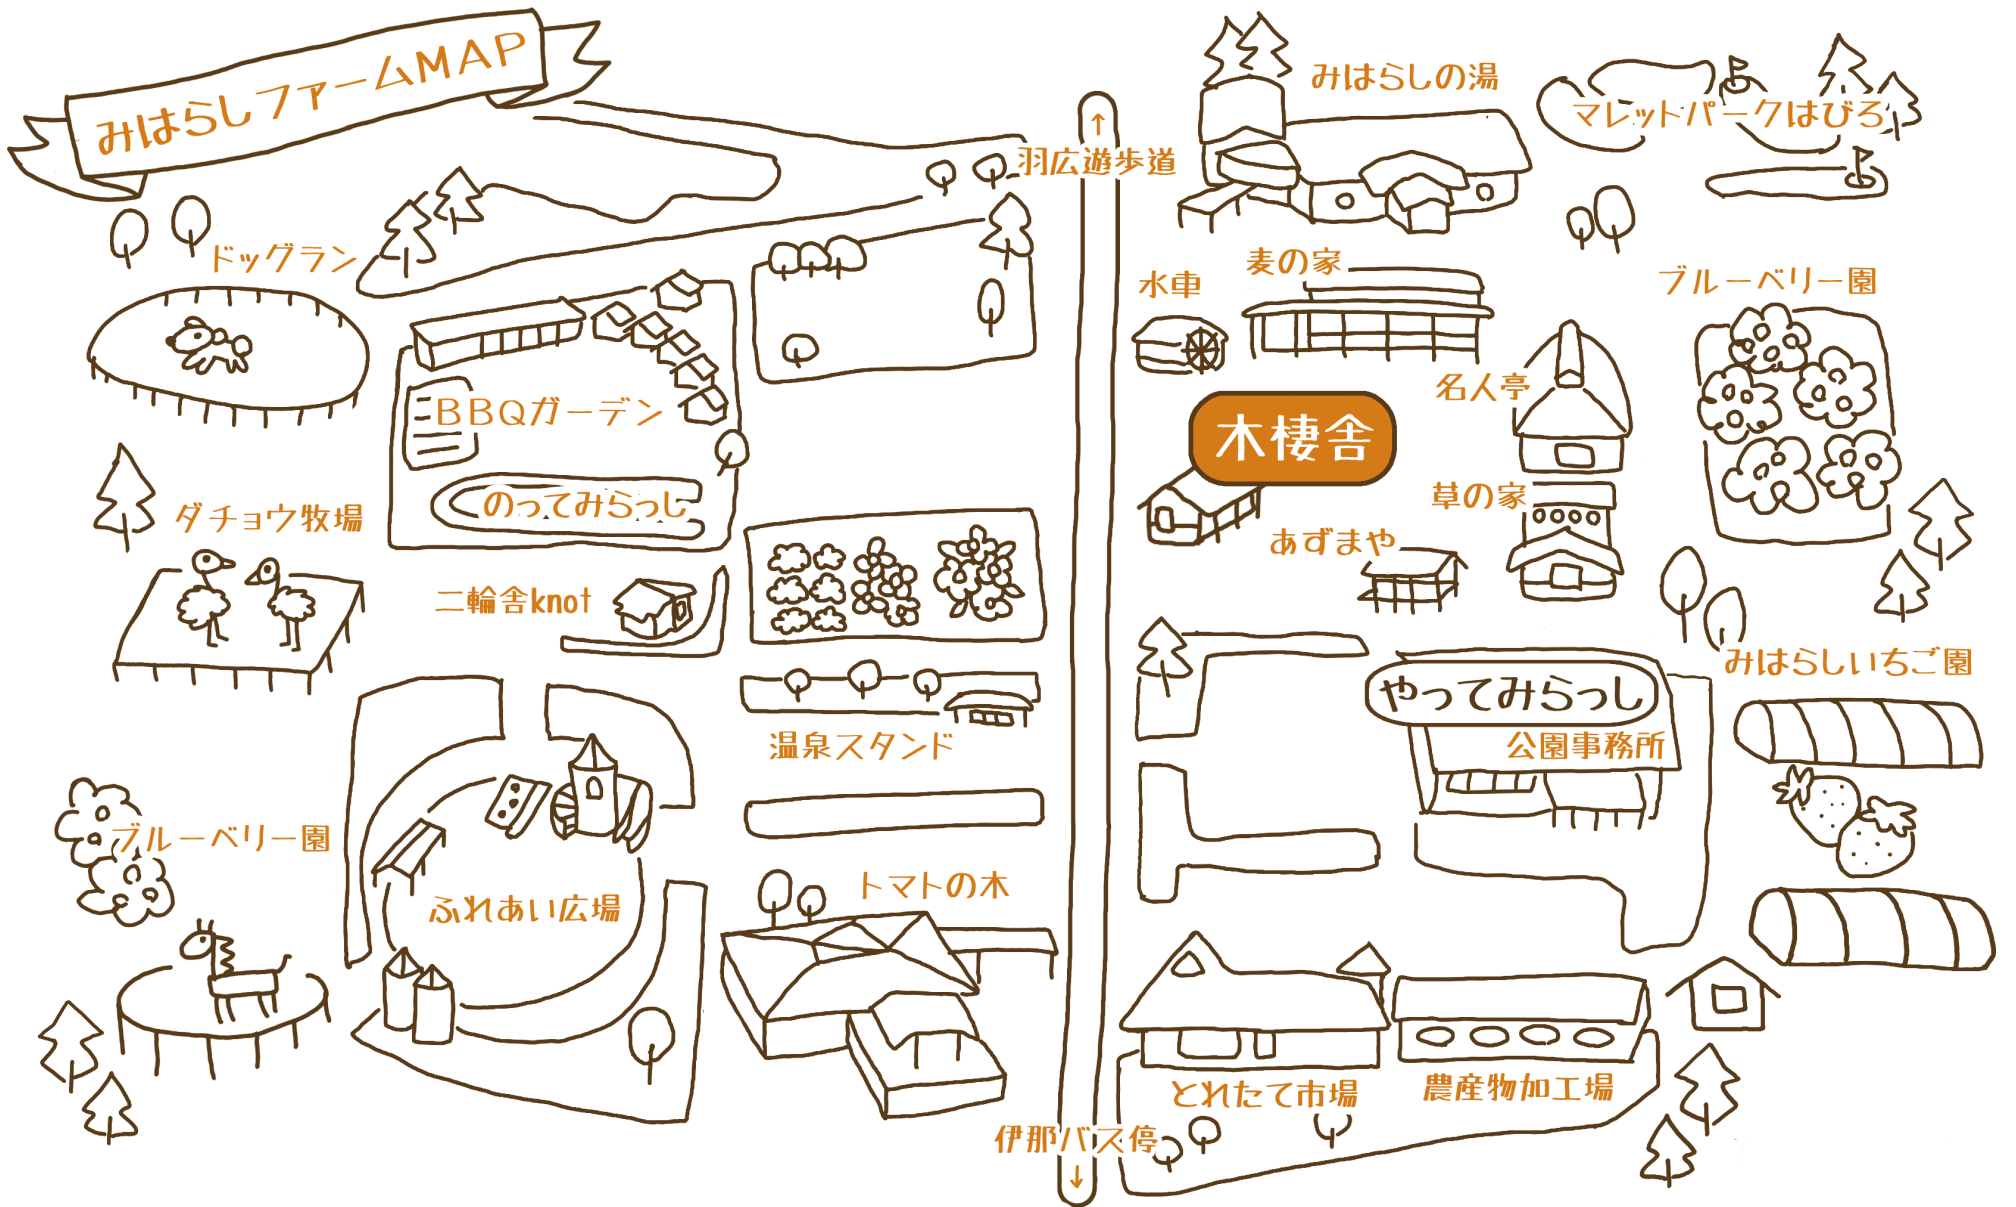 みはらしファームMAP
↑
羽広遊歩道
みはらしの湯
マレットパークはびろ
ドッグラン
水車
麦の家
ブルーベリー園
BBQガーデン
名人亭
木棲舎
のってみらっし
草の家
ダチョウ牧場
あずまや
二輪舎knot
みはらしいちご園
やってみらっし
公園事務所
温泉スタンド
ブルーベリー園
ふれあい広場
トマトの木
とれたて市場
農産物加工場
伊那バス停
↓